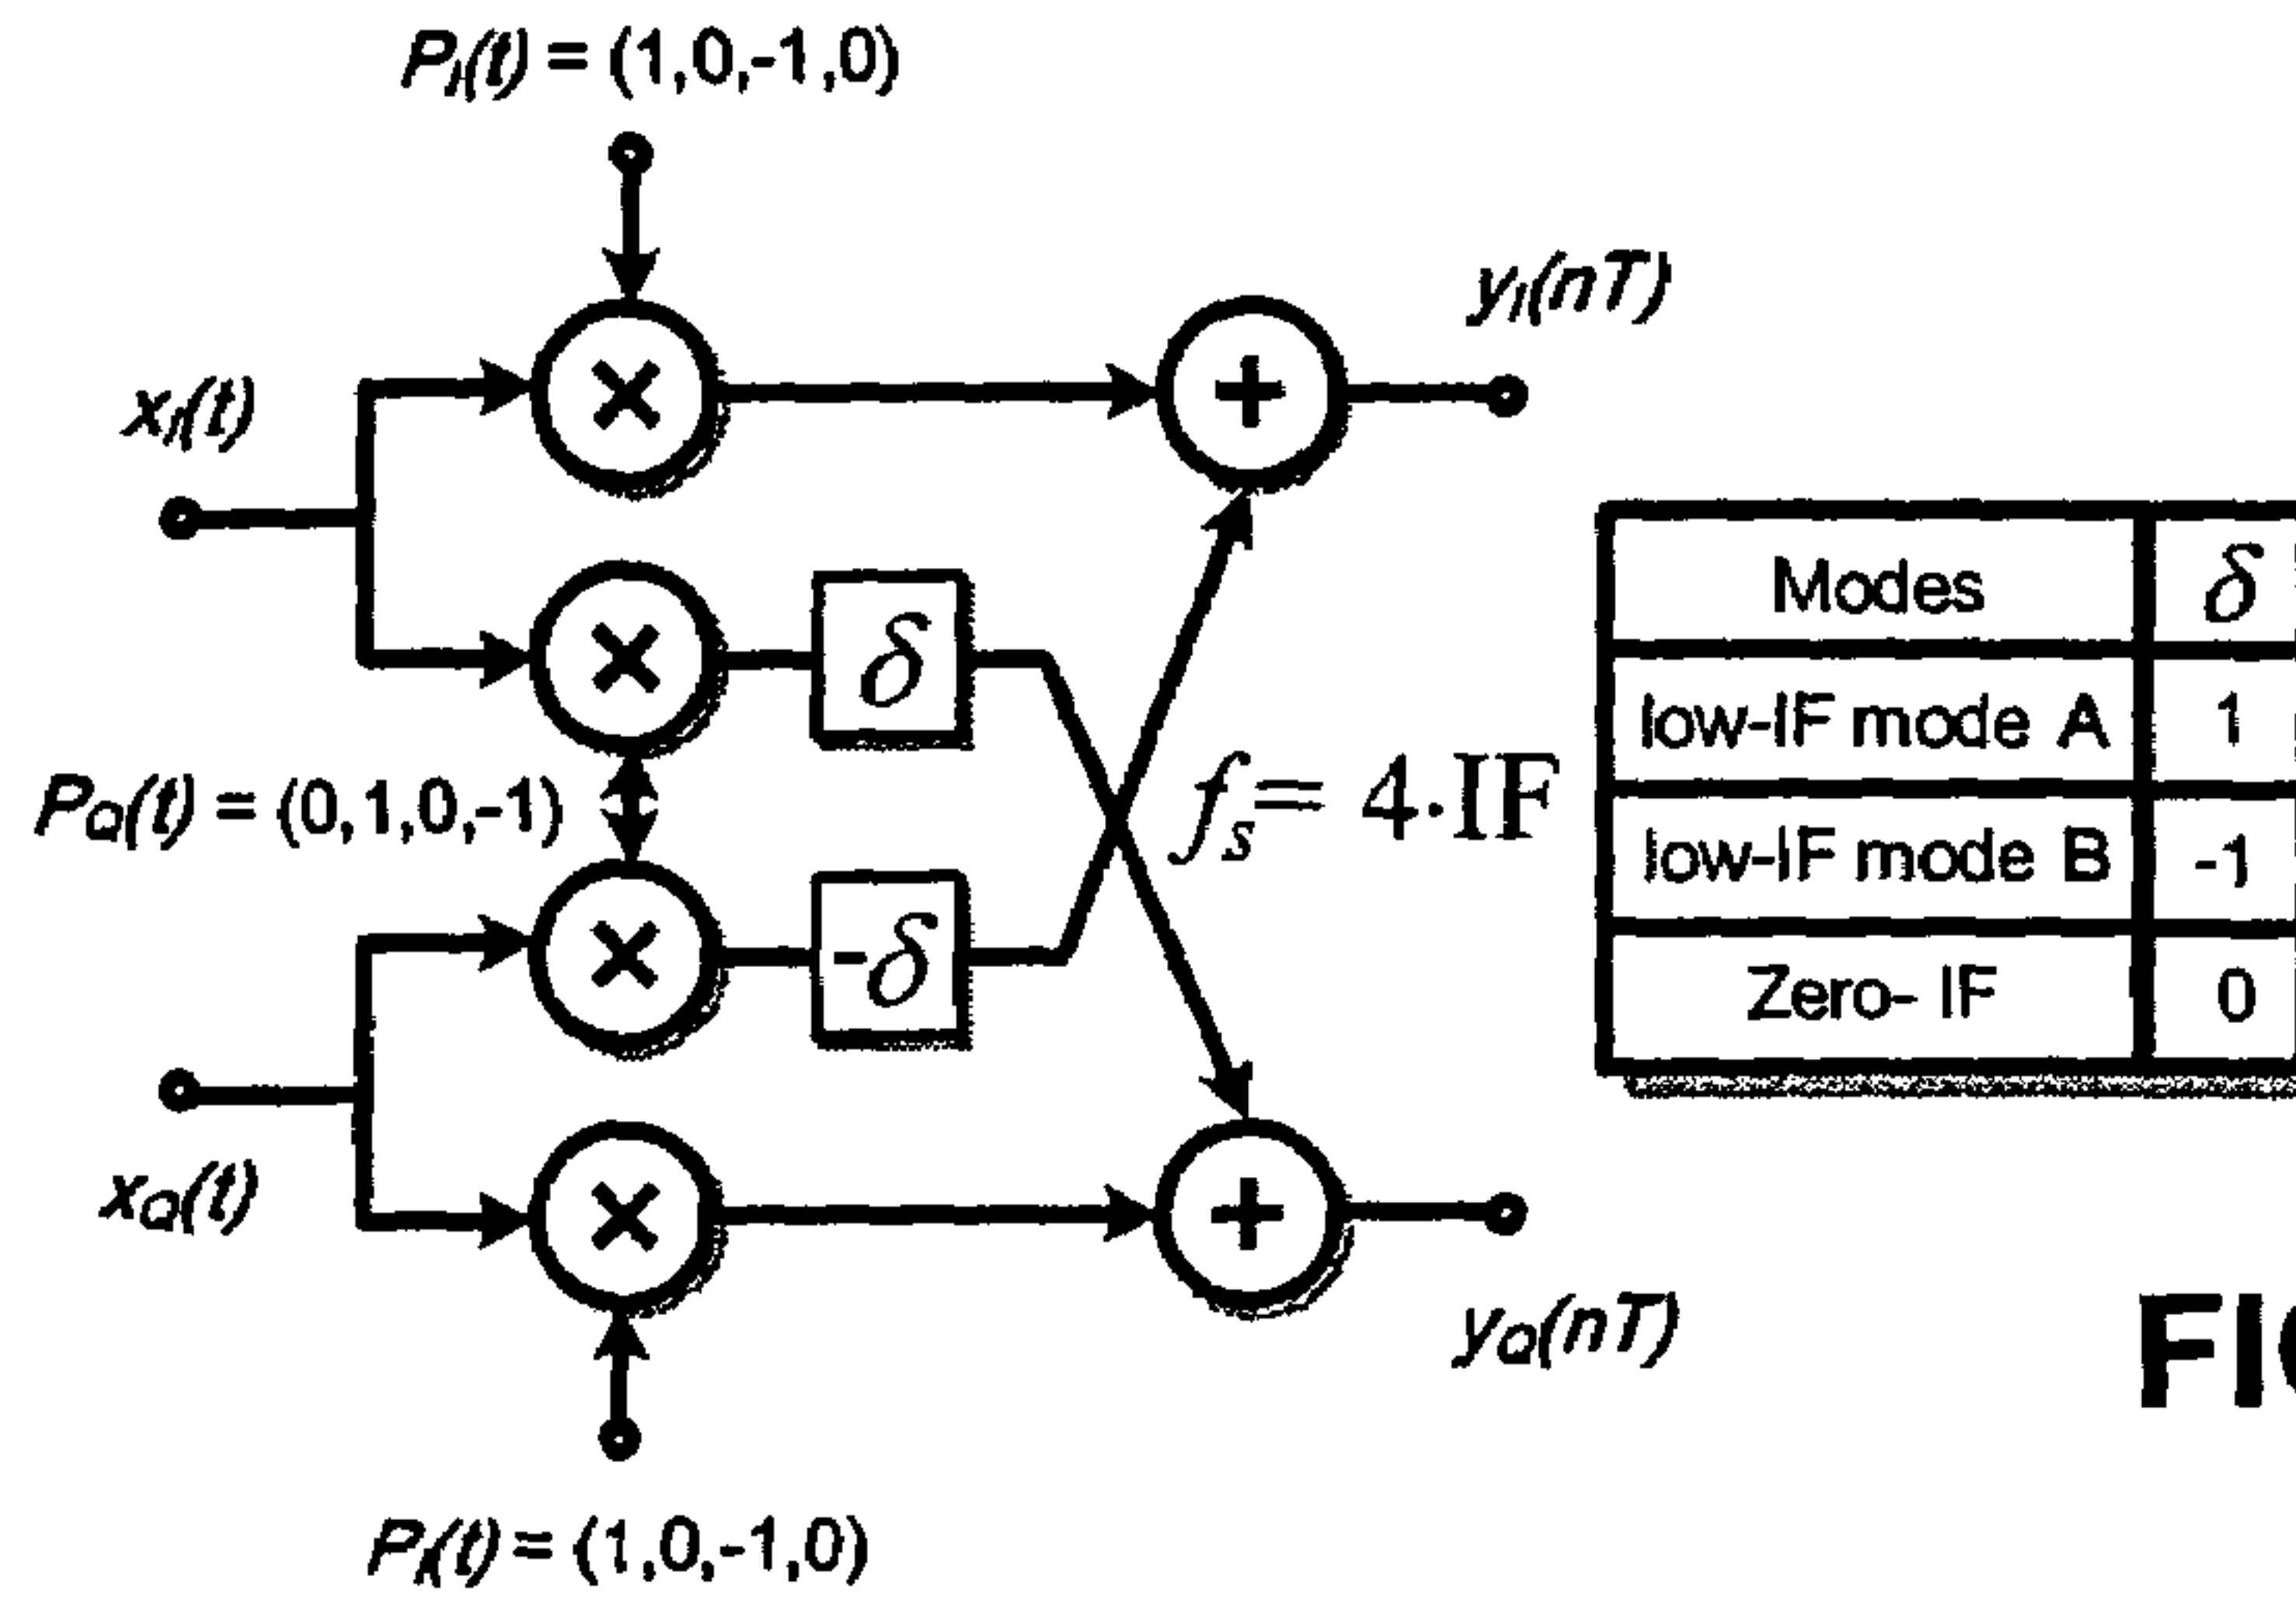 P_I(t) = (1,0,-1,0)
x_I(t)
y_I(nT)
δ
P_Q(t) = (0,1,0,-1)
f_s = 4·IF
-δ
x_Q(t)
y_Q(nT)
P_I(t) = (1,0,-1,0)
Modes δ
low-IF mode A 1
low-IF mode B -1
Zero- IF 0